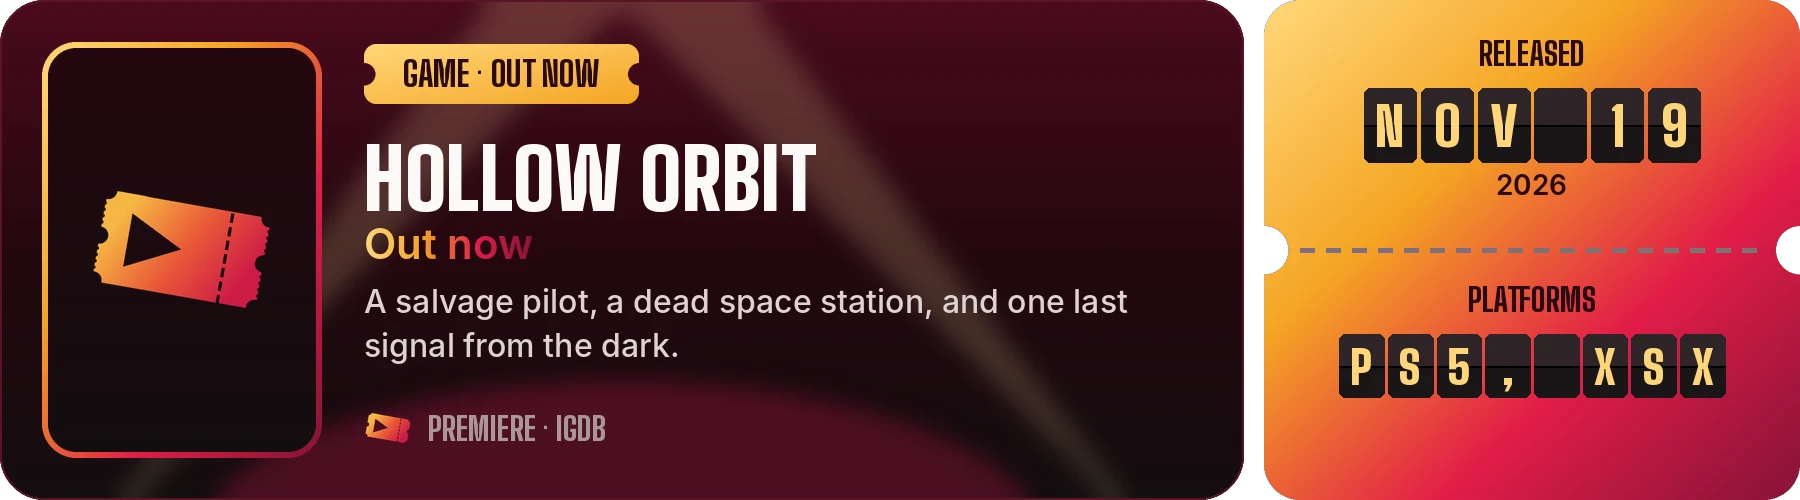 GAME · OUT NOW
HOLLOW ORBIT
Out now
A salvage pilot, a dead space station, and one last
signal from the dark.
PREMIERE · IGDB
RELEASED
NOV 19
2026
PLATFORMS
PS5, XSX